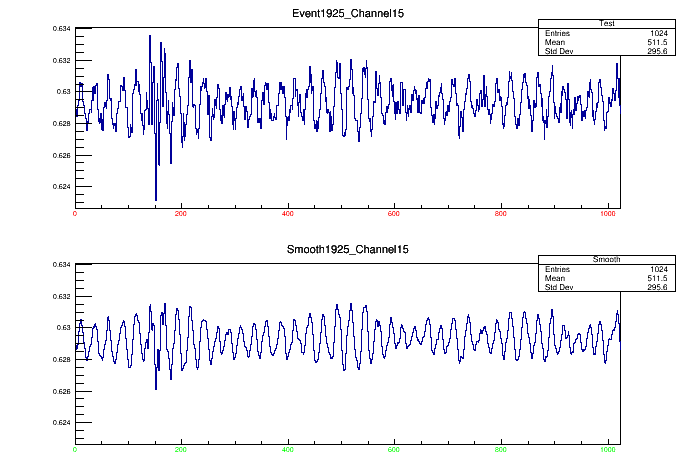 Event1925_Channel15
Test
Entries 1024
Mean 511.5
Std Dev 295.6
0.634
0.632
0.63
0.628
0.626
0.624
0 200 400 600 800 1000
Smooth1925_Channel15
Smooth
Entries 1024
Mean 511.5
Std Dev 295.6
0.634
0.632
0.63
0.628
0.626
0.624
0 200 400 600 800 1000